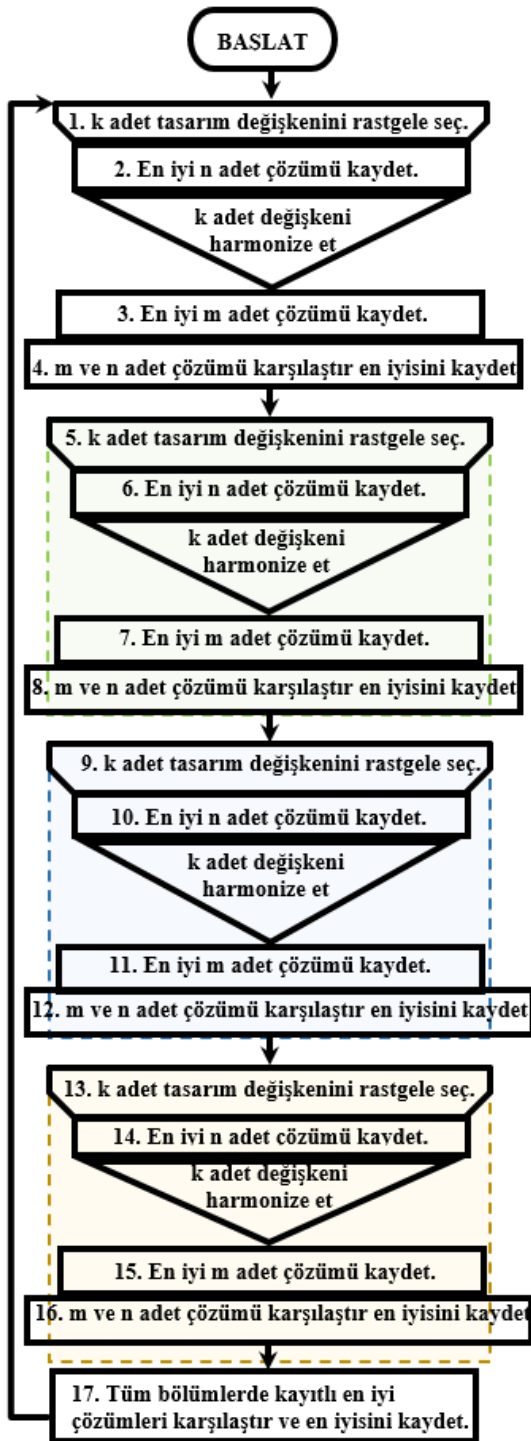 BAŞLAT
1. k adet tasarım değişkenini rastgele seç.
2. En iyi n adet çözümü kaydet.
k adet değişkeni
harmonize et
3. En iyi m adet çözümü kaydet.
4. m ve n adet çözümü karşılaştır en iyisini kaydet
5. k adet tasarım değişkenini rastgele seç.
6. En iyi n adet çözümü kaydet.
k adet değişkeni
harmonize et
7. En iyi m adet çözümü kaydet.
8. m ve n adet çözümü karşılaştır en iyisini kaydet
9. k adet tasarım değişkenini rastgele seç.
10. En iyi n adet çözümü kaydet.
k adet değişkeni
harmonize et
11. En iyi m adet çözümü kaydet.
12. m ve n adet çözümü karşılaştır en iyisini kaydet
13. k adet tasarım değişkenini rastgele seç.
14. En iyi n adet çözümü kaydet.
k adet değişkeni
harmonize et
15. En iyi m adet çözümü kaydet.
16. m ve n adet çözümü karşılaştır en iyisini kaydet
17. Tüm bölümlerde kayıtlı en iyi
çözümleri karşılaştır ve en iyisini kaydet.